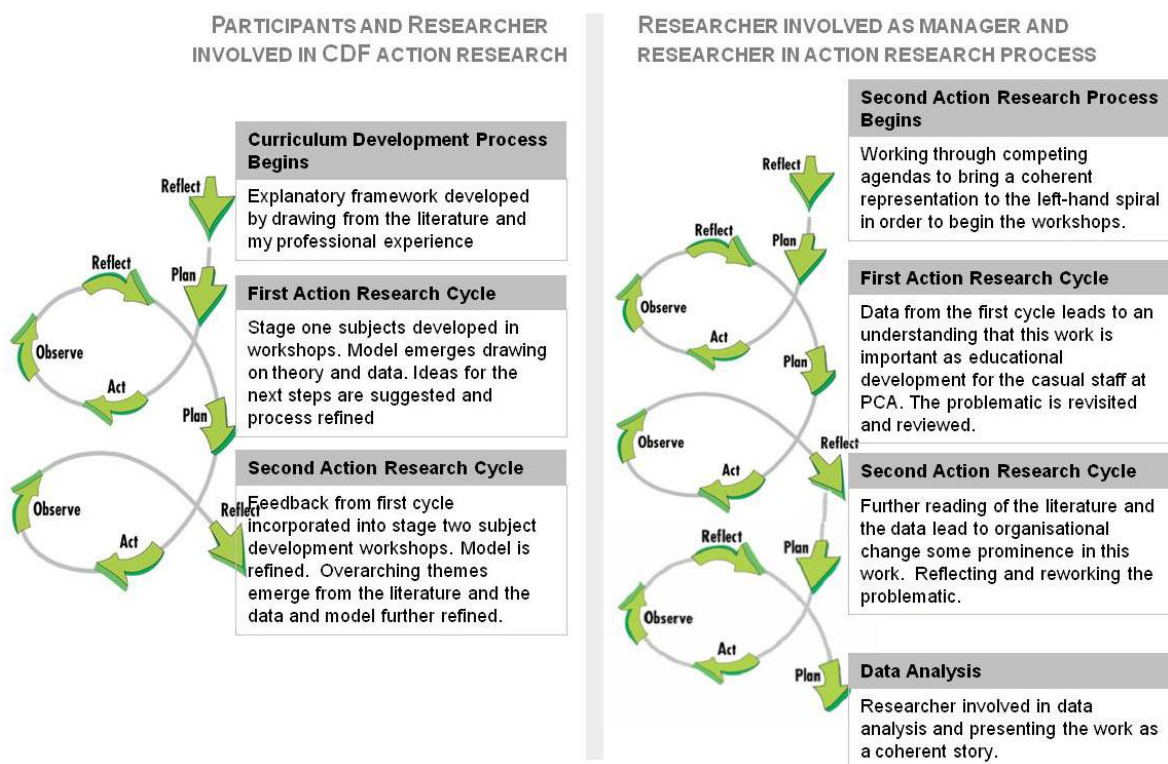 PARTICIPANTS AND RESEARCHER
INVOLVED IN CDF ACTION RESEARCH
Curriculum Development Process
Begins
Explanatory framework developed
by drawing from the literature and
my professional experience
First Action Research Cycle
Stage one subjects developed in
workshops. Model emerges drawing
on theory and data. Ideas for the
next steps are suggested and
process refined
Second Action Research Cycle
Feedback from first cycle
incorporated into stage two subject
development workshops. Model is
refined.  Overarching themes
emerge from the literature and the
data and model further refined.
Reflect
Reflect
Plan
Observe
Act
Plan
Observe
Reflect
Act
RESEARCHER INVOLVED AS MANAGER AND
RESEARCHER IN ACTION RESEARCH PROCESS
Second Action Research Process
Begins
Working through competing
agendas to bring a coherent
representation to the left-hand spiral
in order to begin the workshops.
First Action Research Cycle
Data from the first cycle leads to an
understanding that this work is
important as educational
development for the casual staff at
PCA. The problematic is revisited
and reviewed.
Second Action Research Cycle
Further reading of the literature and
the data lead to organisational
change some prominence in this
work.  Reflecting and reworking the
problematic.
Data Analysis
Researcher involved in data
analysis and presenting the work as
a coherent story.
Reflect
Reflect
Plan
Observe
Act
Plan
Observe
Reflect
Act
Reflect
Plan
Observe
Act
Plan